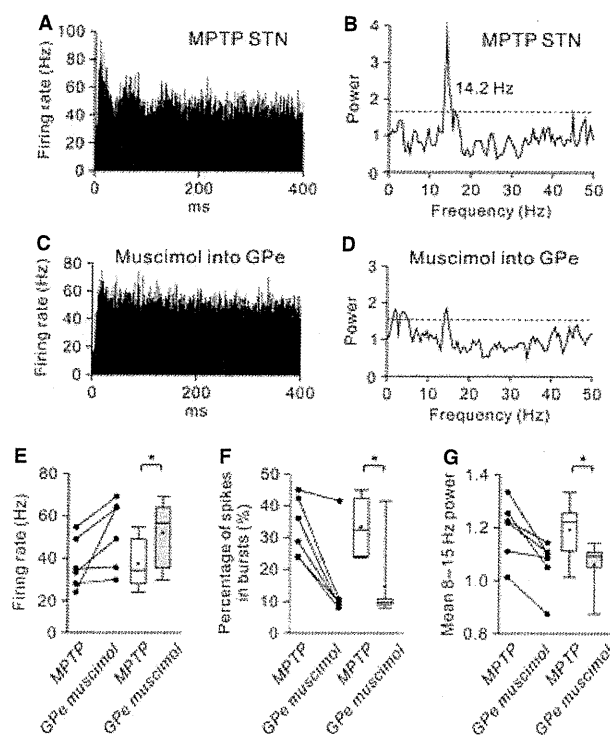 A
MPTP STN
Firing rate (Hz)
100
80
60
40
20
0
0
200
400
ms
B
MPTP STN
14.2 Hz
Power
4
3
2
1
0
0
10
20
30
40
50
Frequency (Hz)
C
Muscimol into GPe
Firing rate (Hz)
80
60
40
20
0
0
200
400
ms
D
Muscimol into GPe
Power
3
2
1
0
0
10
20
30
40
50
Frequency (Hz)
E
Firing rate (Hz)
80
60
40
20
0
*
MPTP
GPe muscimol
MPTP
GPe muscimol
F
Percentage of spikes
in bursts (%)
50
40
30
20
10
0
*
MPTP
GPe muscimol
MPTP
GPe muscimol
G
Mean 8–15 Hz power
1.4
1.2
1.0
0.8
*
MPTP
GPe muscimol
MPTP
GPe muscimol